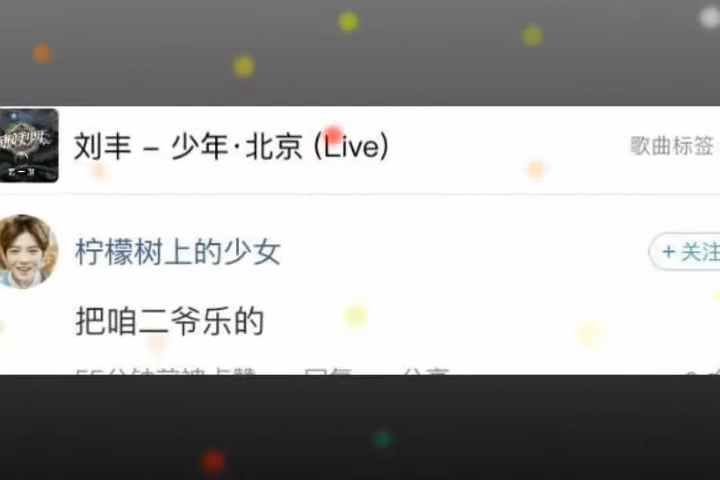 刘丰 - 少年·北京 (Live)
歌曲标签
柠檬树上的少女
+ 关注
把咱二爷乐的